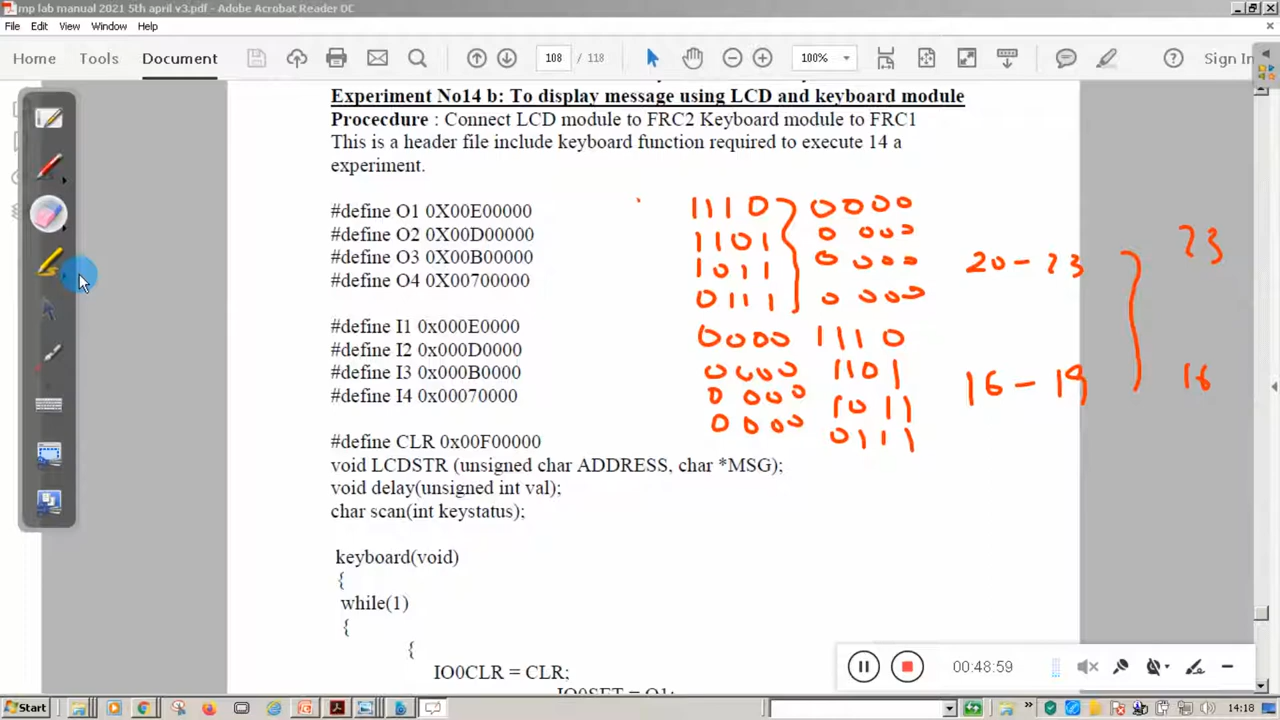 mp lab manual 2021 5th april v3.pdf - Adobe Acrobat Reader DC
File Edit View Window Help
Home Tools Document 108 / 118 100% Sign In
Experiment No14 b: To display message using LCD and keyboard module
Procecdure : Connect LCD module to FRC2 Keyboard module to FRC1
This is a header file include keyboard function required to execute 14 a
experiment.
#define O1 0X00E00000
#define O2 0X00D00000
#define O3 0X00B00000
#define O4 0X00700000
#define I1 0x000E0000
#define I2 0x000D0000
#define I3 0x000B0000
#define I4 0x00070000
#define CLR 0x00F00000
void LCDSTR (unsigned char ADDRESS, char *MSG);
void delay(unsigned int val);
char scan(int keystatus);
keyboard(void)
{
while(1)
{
{
IO0CLR = CLR;
IO0SET = O1;
1110 0000
1101 0000
1011 0000
0111 0000
0000 1110
0000 1101
0000 1011
0000 0111
20-23
16-19
23
16
00:48:59
Start
14:18